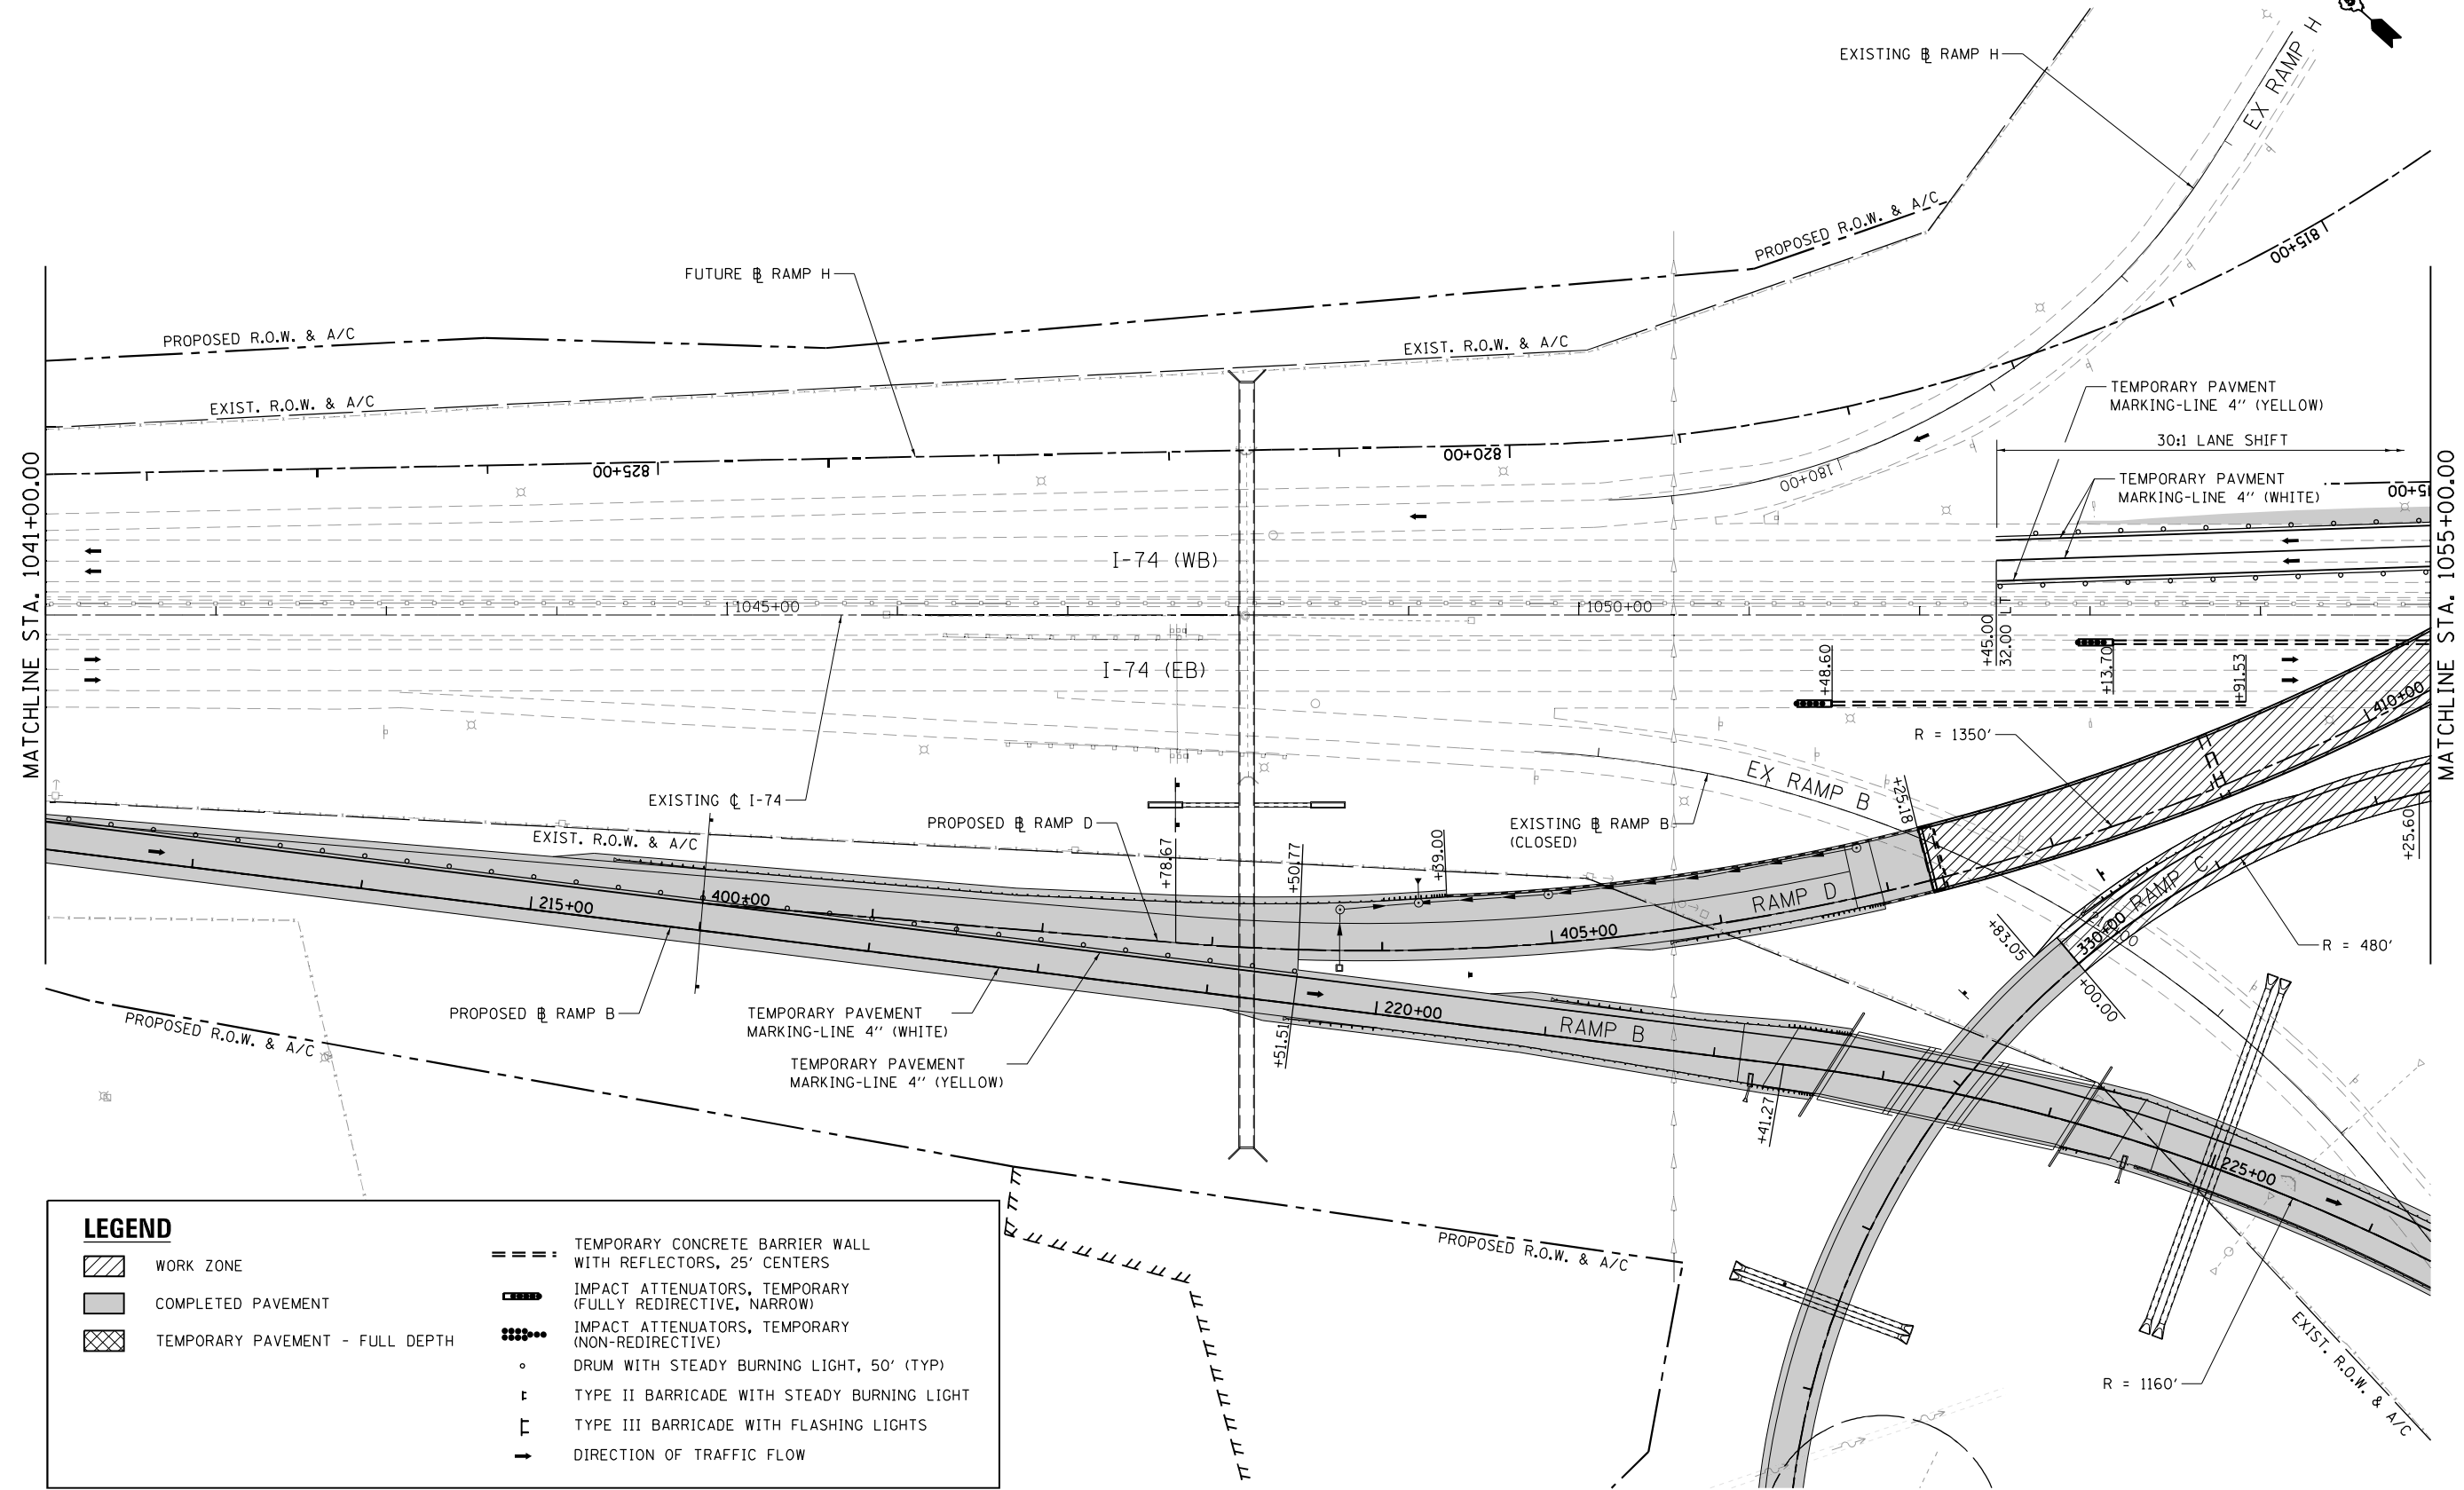 EXISTING ℄ RAMP H
EX RAMP H
PROPOSED R.O.W. & A/C
815+00
FUTURE ℄ RAMP H
PROPOSED R.O.W. & A/C
EXIST. R.O.W. & A/C
EXIST. R.O.W. & A/C
TEMPORARY PAVMENT
MARKING-LINE 4'' (YELLOW)
30:1 LANE SHIFT
825+00
820+00
180+00
TEMPORARY PAVMENT
MARKING-LINE 4'' (WHITE)
15+00
MATCHLINE STA. 1041+00.00
MATCHLINE STA. 1055+00.00
I-74 (WB)
1045+00
1050+00
+45.00
32.00 LT
I-74 (EB)
+48.60
+13.70
+91.53
410+00
R = 1350'
EX RAMP B
EXISTING ℄ I-74
PROPOSED ℄ RAMP D
EXIST. R.O.W. & A/C
EXISTING ℄ RAMP B
(CLOSED)
+25.18
+25.60
+78.67
+50.77
+39.00
215+00
400+00
405+00
RAMP D
RAMP C
330+00
+83.05
+00.00
R = 480'
PROPOSED ℄ RAMP B
PROPOSED R.O.W. & A/C
TEMPORARY PAVEMENT
MARKING-LINE 4'' (WHITE)
TEMPORARY PAVEMENT
MARKING-LINE 4'' (YELLOW)
+51.51
220+00
RAMP B
+41.27
225+00
PROPOSED R.O.W. & A/C
EXIST. R.O.W. & A/C
R = 1160'
LEGEND
WORK ZONE
COMPLETED PAVEMENT
TEMPORARY PAVEMENT - FULL DEPTH
TEMPORARY CONCRETE BARRIER WALL
WITH REFLECTORS, 25' CENTERS
IMPACT ATTENUATORS, TEMPORARY
(FULLY REDIRECTIVE, NARROW)
IMPACT ATTENUATORS, TEMPORARY
(NON-REDIRECTIVE)
DRUM WITH STEADY BURNING LIGHT, 50' (TYP)
TYPE II BARRICADE WITH STEADY BURNING LIGHT
TYPE III BARRICADE WITH FLASHING LIGHTS
DIRECTION OF TRAFFIC FLOW